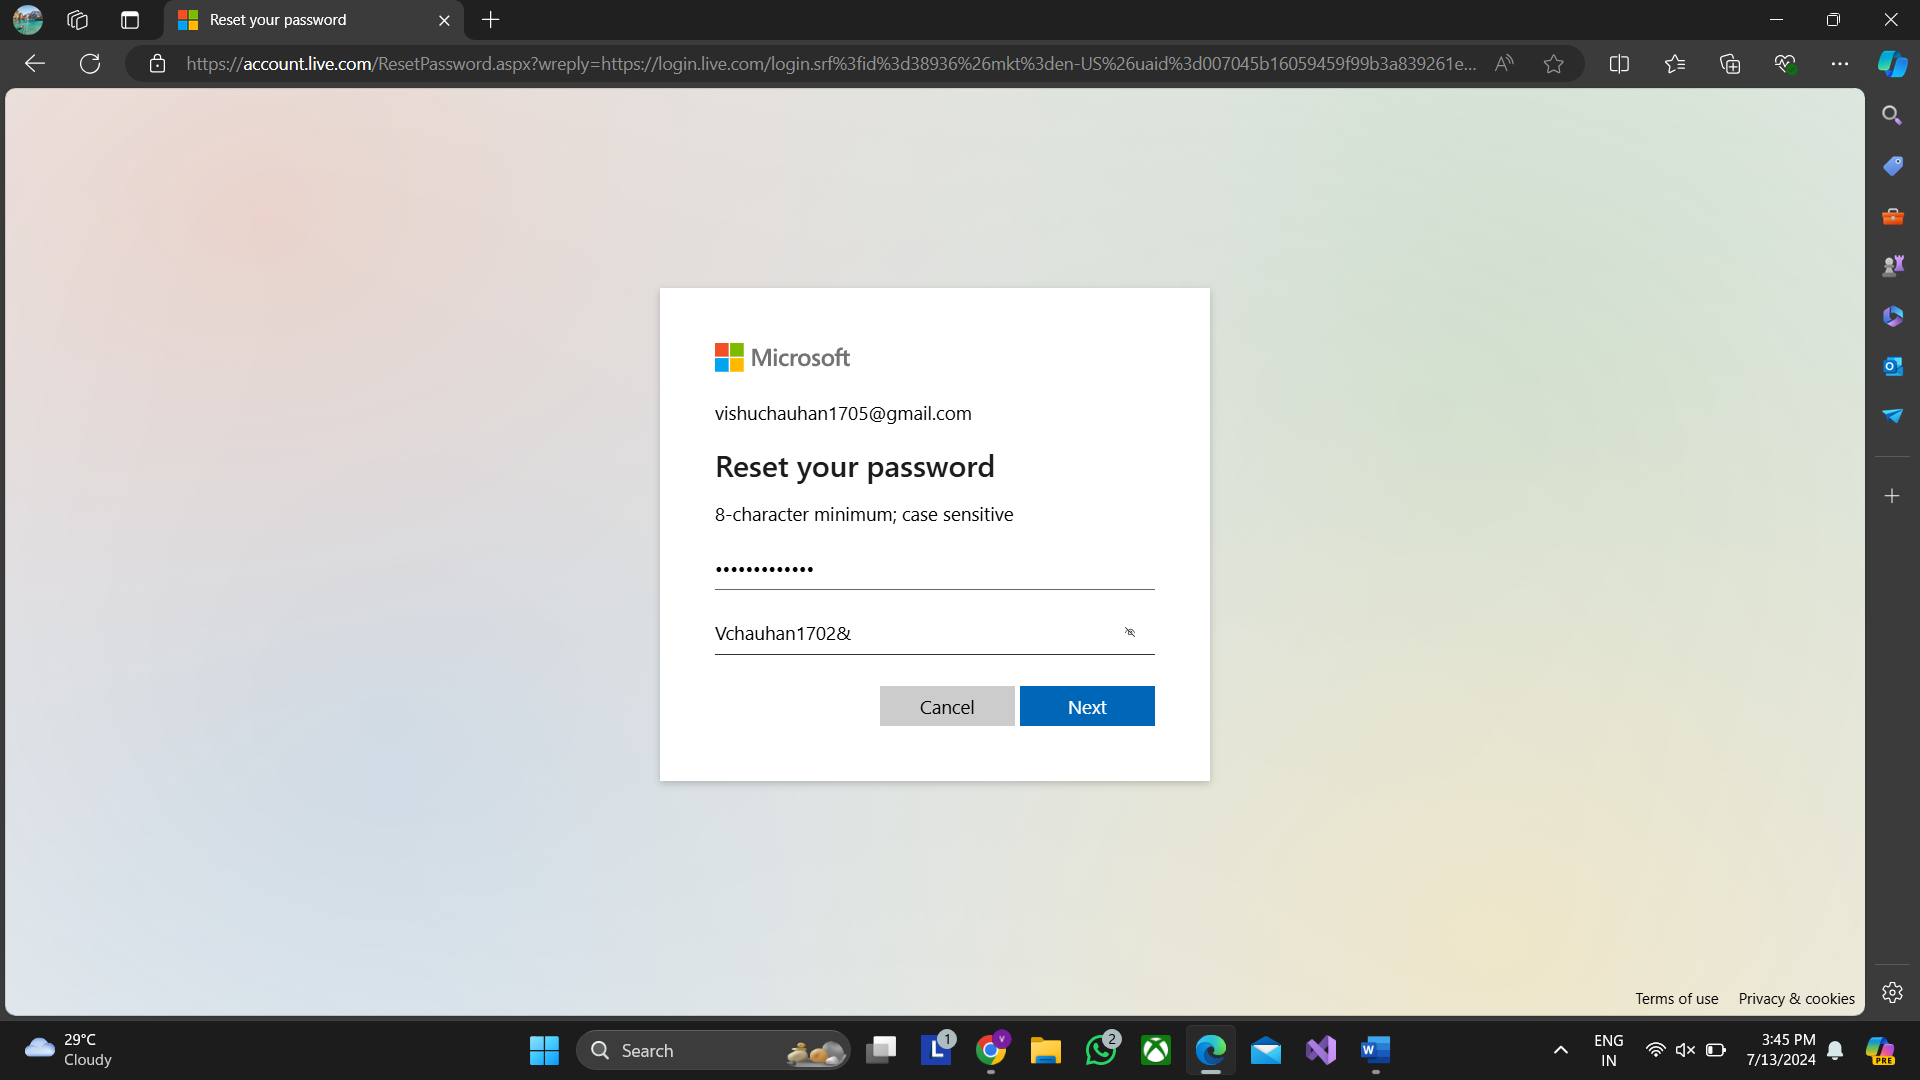 Reset your password
https://account.live.com/ResetPassword.aspx?wreply=https://login.live.com/login.srf%3fid%3d38936%26mkt%3den-US%26uaid%3d007045b16059459f99b3a839261e...
Microsoft
vishuchauhan1705@gmail.com
Reset your password
8-character minimum; case sensitive
•••••••••••••
Vchauhan1702&
Cancel
Next
Terms of use
Privacy & cookies
29°C
Cloudy
Search
L
1
V
2
W
PRE
ENG
IN
3:45 PM
7/13/2024